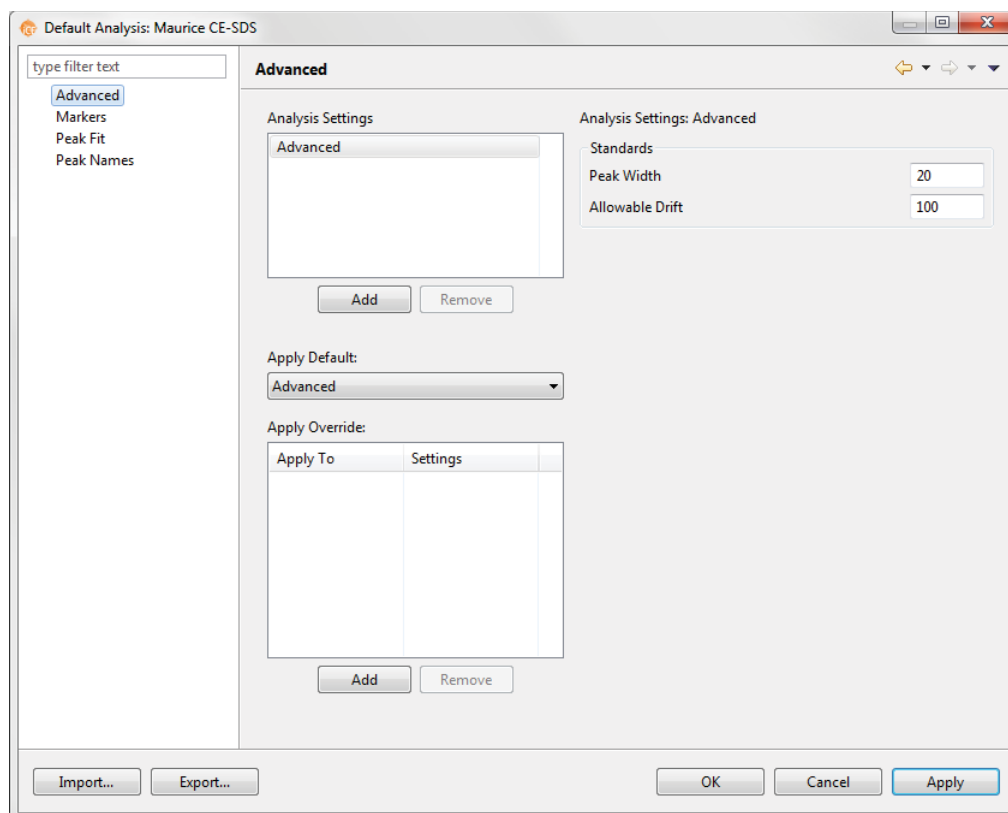 Default Analysis: Maurice CE-SDS
type filter text
Advanced
Markers
Peak Fit
Peak Names
Advanced
Analysis Settings
Advanced
Add
Remove
Apply Default:
Advanced
Apply Override:
Apply To Settings
Add
Remove
Analysis Settings: Advanced
Standards
Peak Width 20
Allowable Drift 100
Import...
Export...
OK
Cancel
Apply